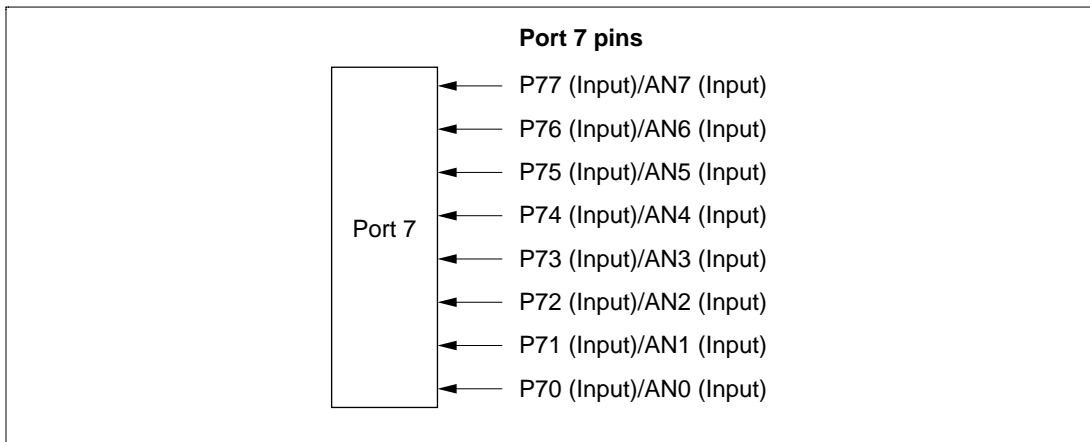 Port 7 pins
P77 (Input)/AN7 (Input)
P76 (Input)/AN6 (Input)
P75 (Input)/AN5 (Input)
P74 (Input)/AN4 (Input)
Port 7
P73 (Input)/AN3 (Input)
P72 (Input)/AN2 (Input)
P71 (Input)/AN1 (Input)
P70 (Input)/AN0 (Input)